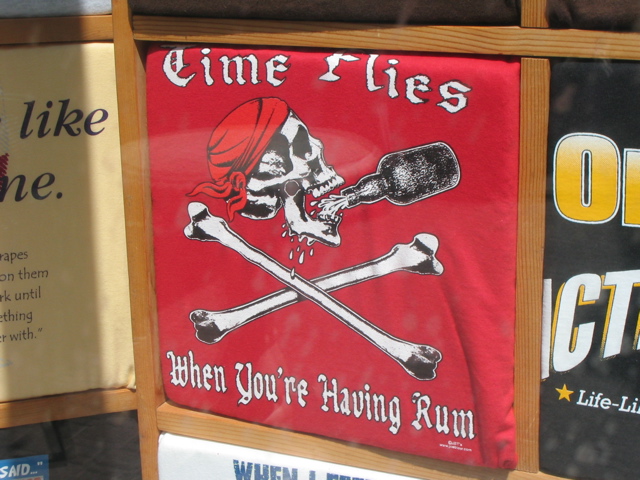 Time Flies
When You're Having Rum
like
ne.
rapes
on them
rk until
ething
er with."
SAID..."
WHEN I
CT
Life-Li